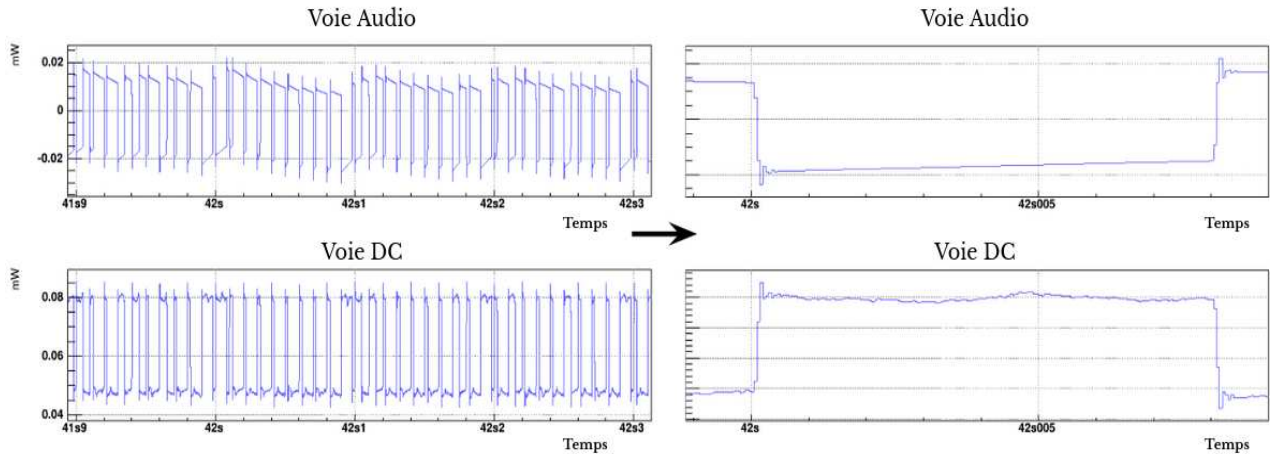 Voie Audio
mW
0.02
0
-0.02
41s9
42s
42s1
42s2
42s3
Temps
Voie Audio
42s
42s005
Temps
Voie DC
mW
0.08
0.06
0.04
41s9
42s
42s1
42s2
42s3
Temps
Voie DC
42s
42s005
Temps